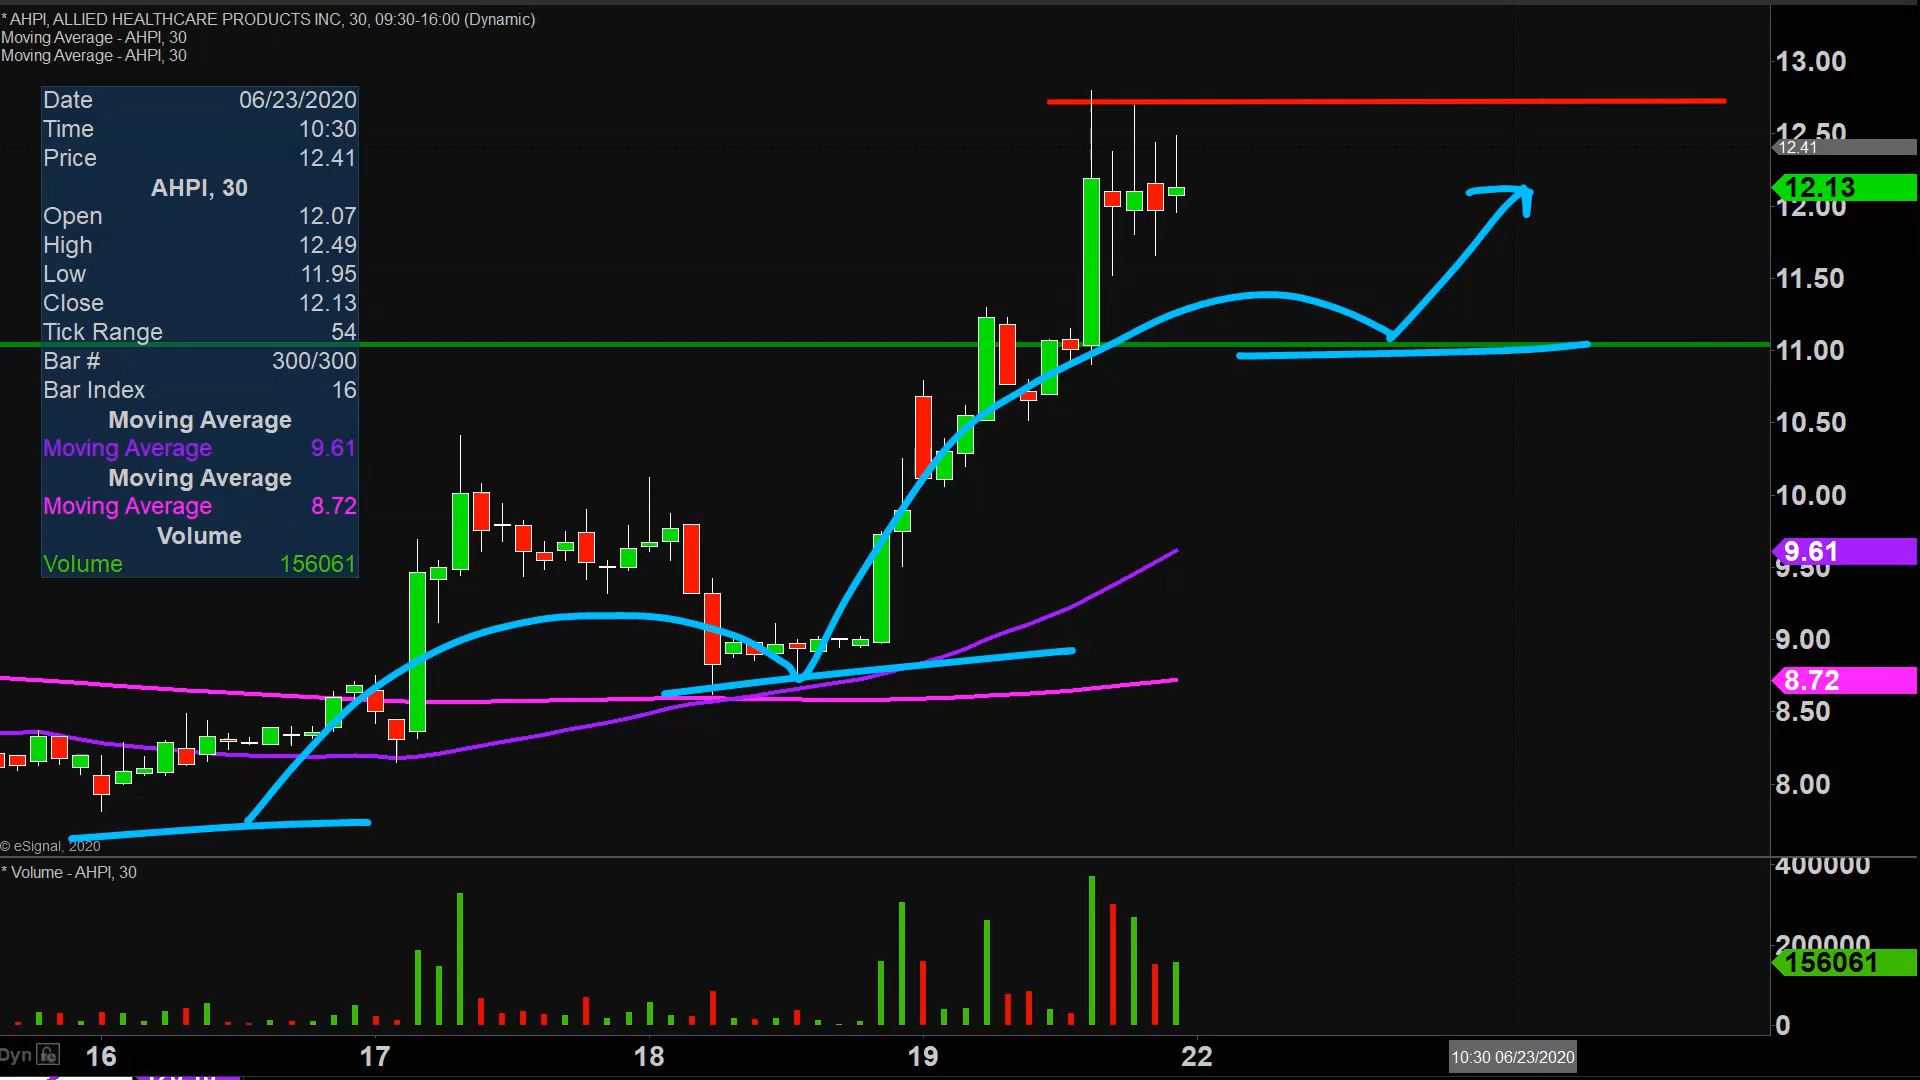 * AHPI, ALLIED HEALTHCARE PRODUCTS INC, 30, 09:30-16:00 (Dynamic)
Moving Average - AHPI, 30
Moving Average - AHPI, 30
Date 06/23/2020
Time 10:30
Price 12.41
AHPI, 30
Open 12.07
High 12.49
Low 11.95
Close 12.13
Tick Range 54
Bar # 300/300
Bar Index 16
Moving Average
Moving Average 9.61
Moving Average
Moving Average 8.72
Volume
Volume 156061
13.00
12.50
12.41
12.13
12.00
11.50
11.00
10.50
10.00
9.61
9.50
9.00
8.72
8.50
8.00
© eSignal, 2020
* Volume - AHPI, 30
400000
200000
156061
0
Dyn 16 17 18 19 22 10:30 06/23/2020